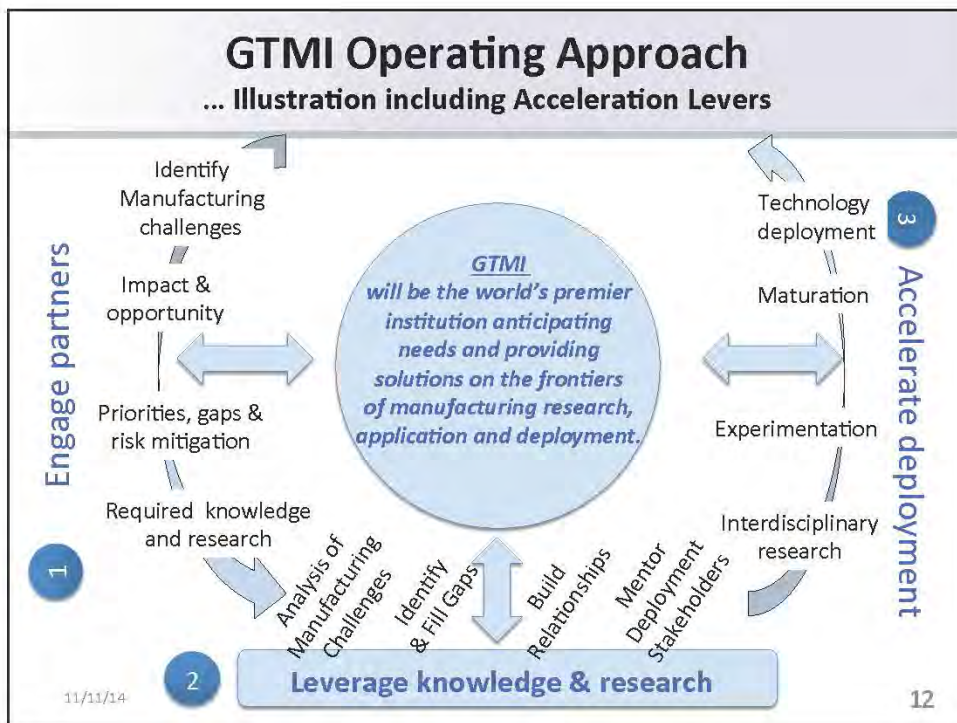 GTMI Operating Approach
... Illustration including Acceleration Levers
Engage partners
1
Identify
Manufacturing
challenges
Impact &
opportunity
Priorities, gaps &
risk mitigation
Required knowledge
and research
GTMI
will be the world's premier
institution anticipating
needs and providing
solutions on the frontiers
of manufacturing research,
application and deployment.
Analysis of
Manufacturing
Challenges
Identify
& Fill Gaps
Build
Relationships
Mentor
Deployment
Stakeholders
2
Leverage knowledge & research
Technology
deployment
Maturation
Experimentation
Interdisciplinary
research
3
Accelerate deployment
11/11/14
12